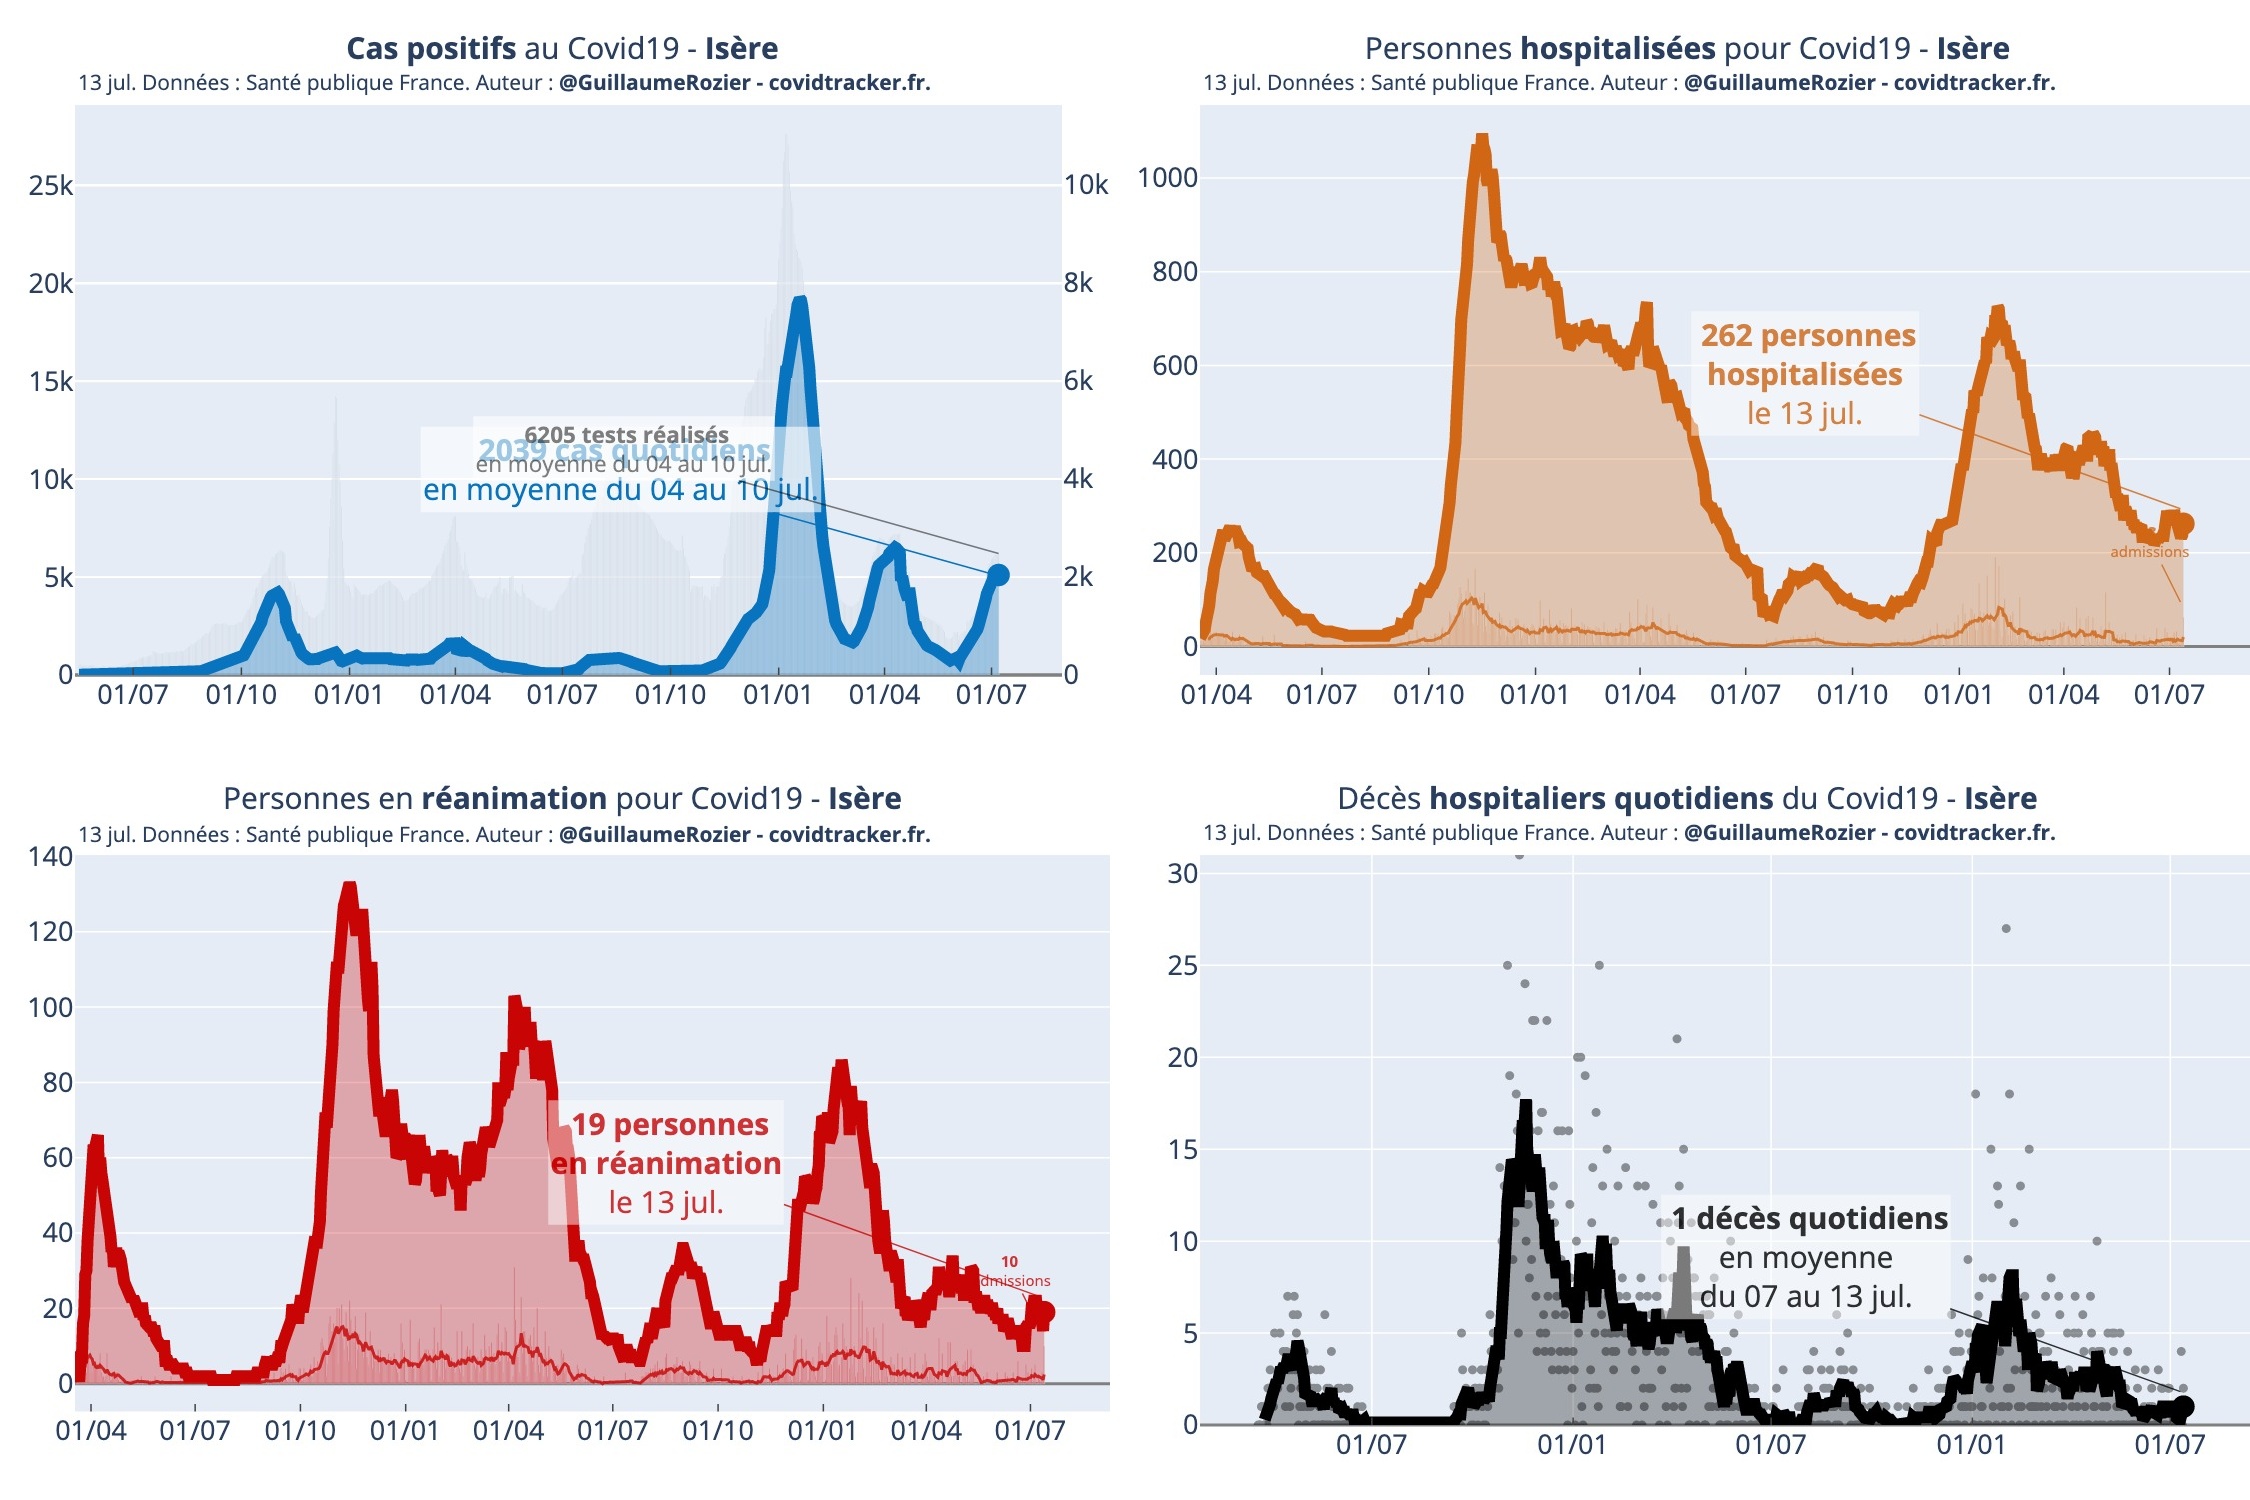 Cas positifs au Covid19 - Isère
13 jul. Données : Santé publique France. Auteur : @GuillaumeRozier - covidtracker.fr.
25k
20k
15k
10k
5k
0
10k
8k
6k
4k
2k
0
6205 tests réalisés
en moyenne du 04 au 10 jul.
2039 cas quotidiens
en moyenne du 04 au 10 jul.
01/07 01/10 01/01 01/04 01/07 01/10 01/01 01/04 01/07
Personnes hospitalisées pour Covid19 - Isère
13 jul. Données : Santé publique France. Auteur : @GuillaumeRozier - covidtracker.fr.
1000
800
600
400
200
0
262 personnes
hospitalisées
le 13 jul.
admissions
01/04 01/07 01/10 01/01 01/04 01/07 01/10 01/01 01/04 01/07
Personnes en réanimation pour Covid19 - Isère
13 jul. Données : Santé publique France. Auteur : @GuillaumeRozier - covidtracker.fr.
140
120
100
80
60
40
20
0
19 personnes
en réanimation
le 13 jul.
10
admissions
01/04 01/07 01/10 01/01 01/04 01/07 01/10 01/01 01/04 01/07
Décès hospitaliers quotidiens du Covid19 - Isère
13 jul. Données : Santé publique France. Auteur : @GuillaumeRozier - covidtracker.fr.
30
25
20
15
10
5
0
1 décès quotidiens
en moyenne
du 07 au 13 jul.
01/07 01/01 01/07 01/01 01/07